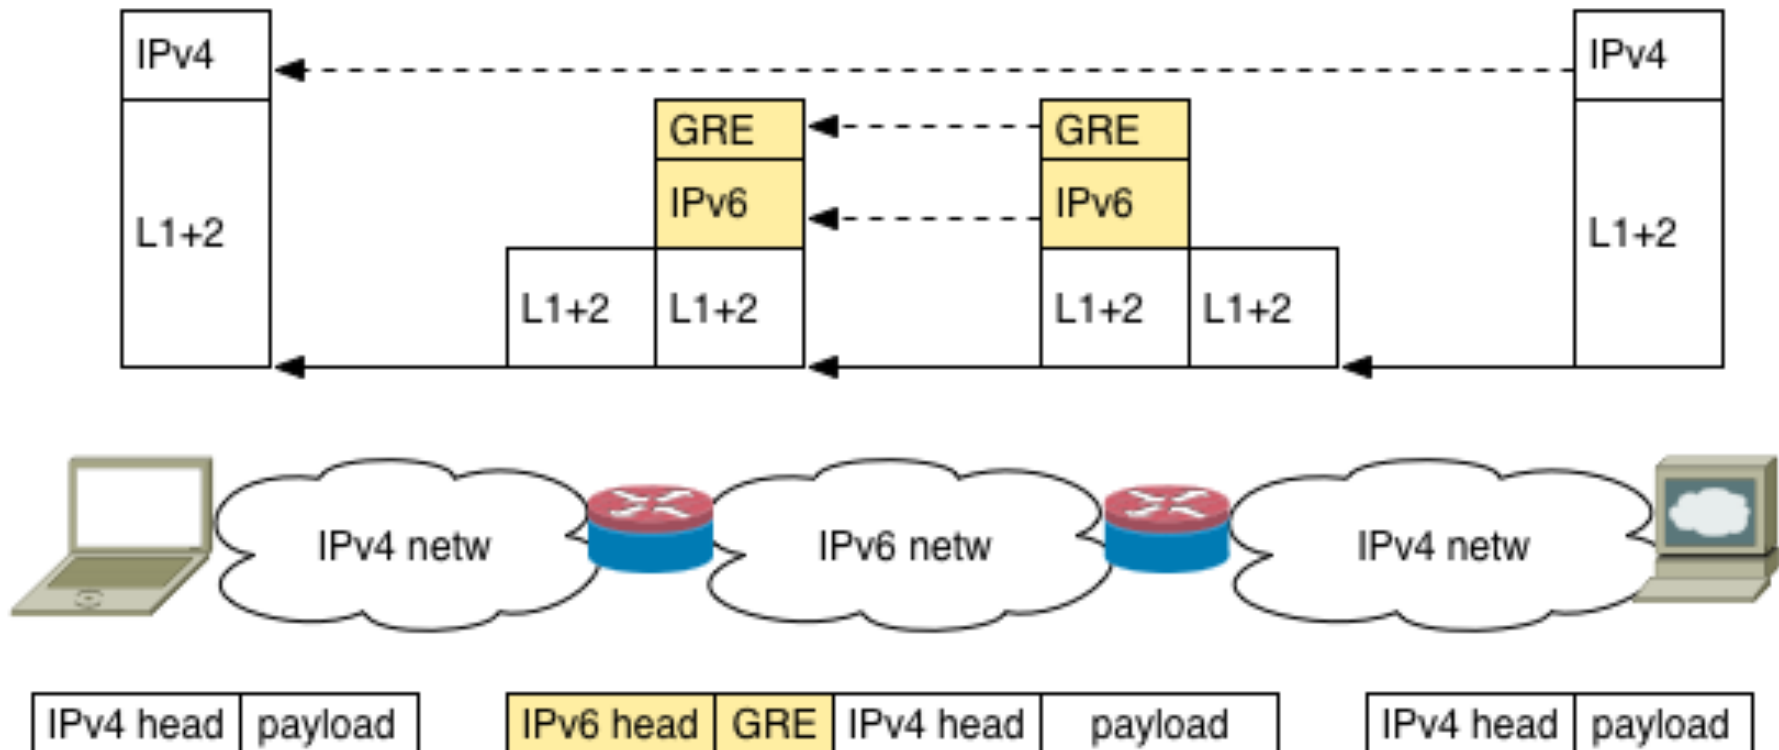 IPv4
IPv4
GRE
GRE
IPv6
IPv6
L1+2
L1+2
L1+2
L1+2
L1+2
L1+2
IPv4 netw
IPv6 netw
IPv4 netw
IPv4 head payload
IPv6 head GRE IPv4 head payload
IPv4 head payload